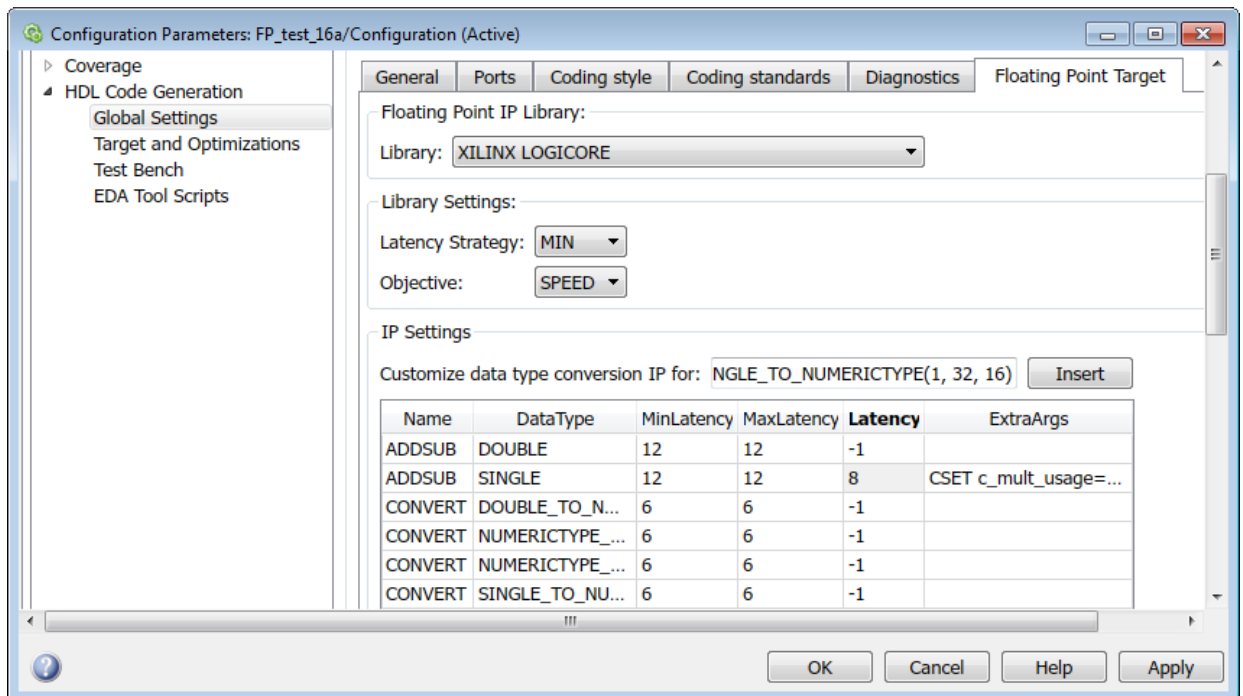 Configuration Parameters: FP_test_16a/Configuration (Active)
Coverage
HDL Code Generation
Global Settings
Target and Optimizations
Test Bench
EDA Tool Scripts
General Ports Coding style Coding standards Diagnostics Floating Point Target
Floating Point IP Library:
Library: XILINX LOGICORE
Library Settings:
Latency Strategy: MIN
Objective: SPEED
IP Settings
Customize data type conversion IP for: NGLE_TO_NUMERICTYPE(1, 32, 16) Insert
Name DataType MinLatency MaxLatency Latency ExtraArgs
ADDSUB DOUBLE 12 12 -1
ADDSUB SINGLE 12 12 8 CSET c_mult_usage=...
CONVERT DOUBLE_TO_N... 6 6 -1
CONVERT NUMERICTYPE_... 6 6 -1
CONVERT NUMERICTYPE_... 6 6 -1
CONVERT SINGLE_TO_NU... 6 6 -1
? OK Cancel Help Apply